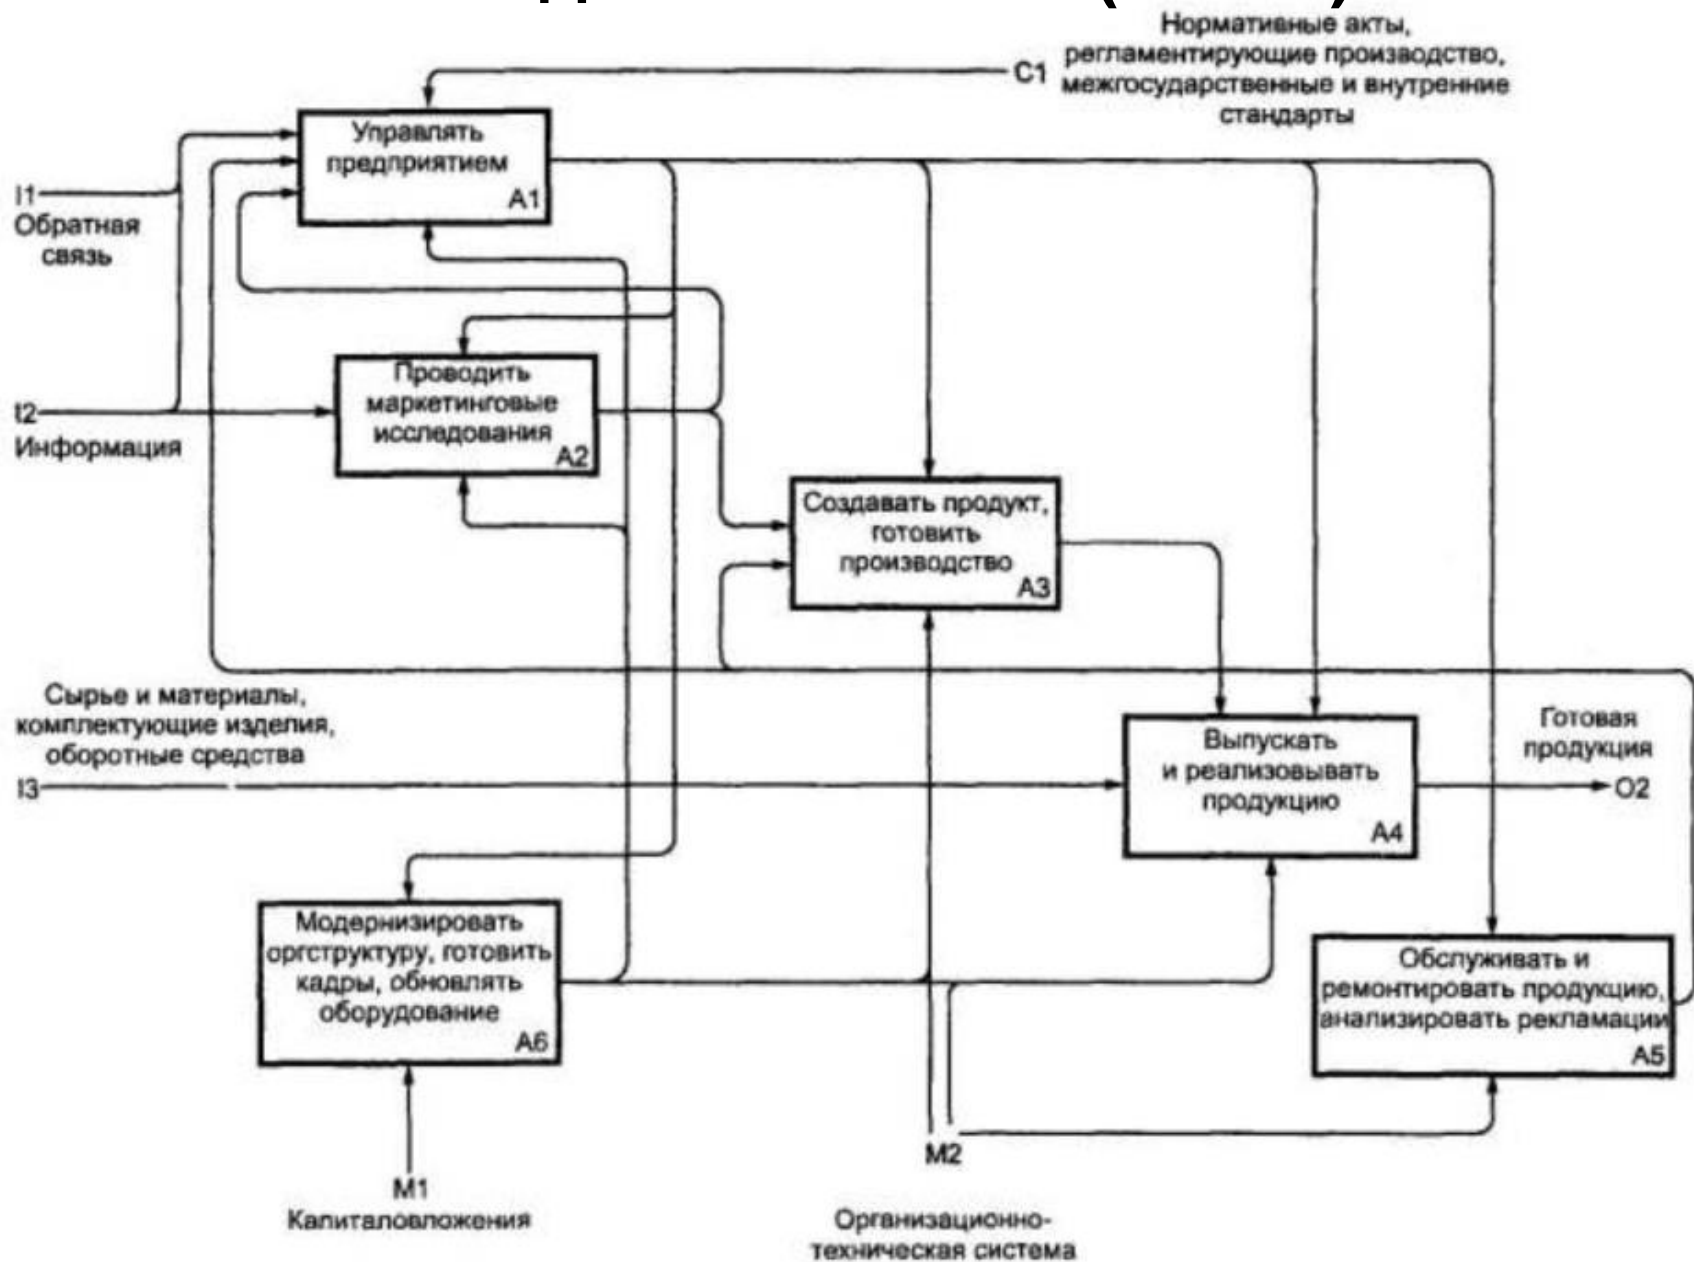 Нормативные акты,
регламентирующие производство,
межгосударственные и внутренние
стандарты
C1
Управлять
предприятием
A1
I1
Обратная
связь
Проводить
маркетинговые
исследования
A2
I2
Информация
Создавать продукт,
готовить
производство
A3
Сырье и материалы,
комплектующие изделия,
оборотные средства
I3
Выпускать
и реализовывать
продукцию
A4
Готовая
продукция
O2
Модернизировать
оргструктуру, готовить
кадры, обновлять
оборудование
A6
Обслуживать и
ремонтировать продукцию,
анализировать рекламации
A5
M1
Капиталовложения
M2
Организационно-
техническая система